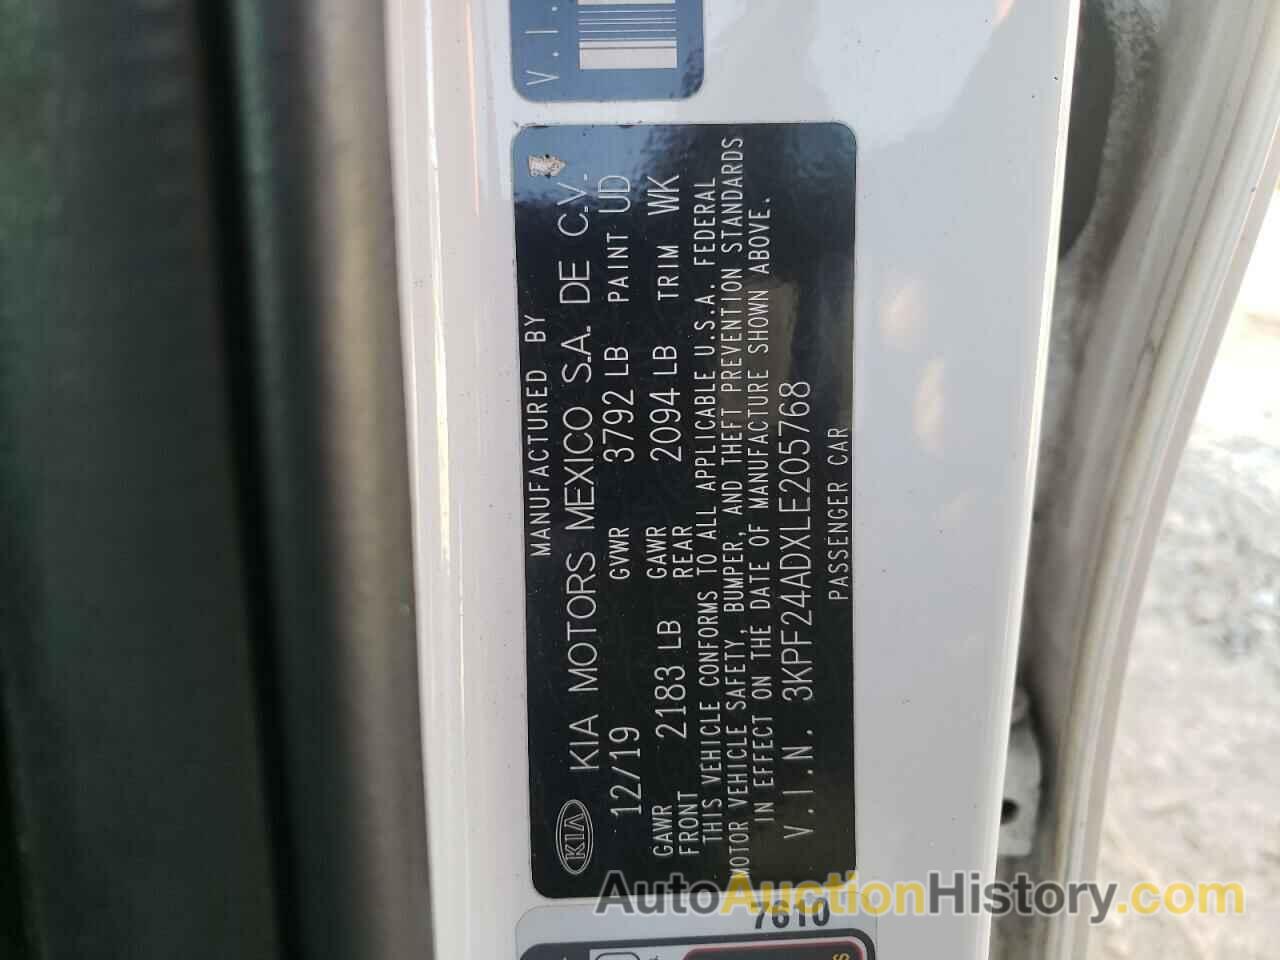 V.I.
MANUFACTURED BY
KIA KIA MOTORS MEXICO S.A. DE C.V.
12/19 GVWR 3792 LB PAINT UD
GAWR FRONT 2183 LB GAWR REAR 2094 LB TRIM WK
THIS VEHICLE CONFORMS TO ALL APPLICABLE U.S.A. FEDERAL
MOTOR VEHICLE SAFETY, BUMPER, AND THEFT PREVENTION STANDARDS
IN EFFECT ON THE DATE OF MANUFACTURE SHOWN ABOVE.
V.I.N. 3KPF24ADXLE205768
PASSENGER CAR
7610
AutoAuctionHistory.com